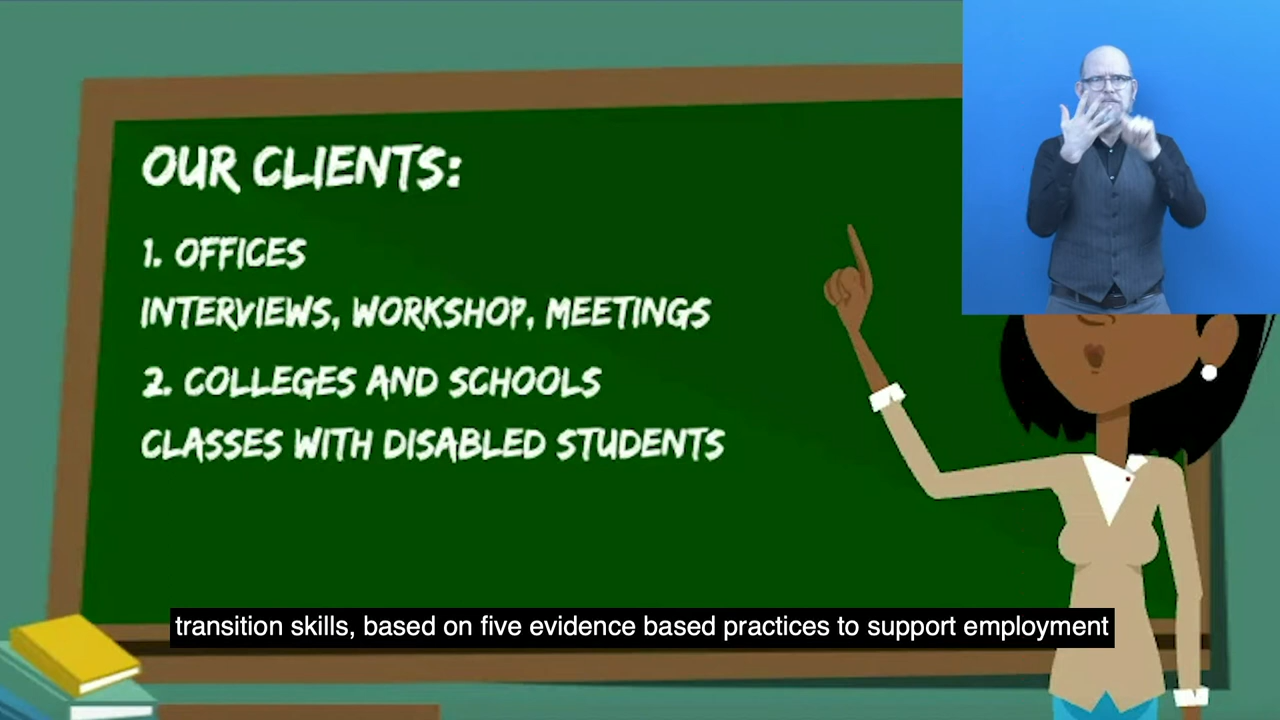 OUR CLIENTS:
1. OFFICES
INTERVIEWS, WORKSHOP, MEETINGS
2. COLLEGES AND SCHOOLS
CLASSES WITH DISABLED STUDENTS
transition skills, based on five evidence based practices to support employment